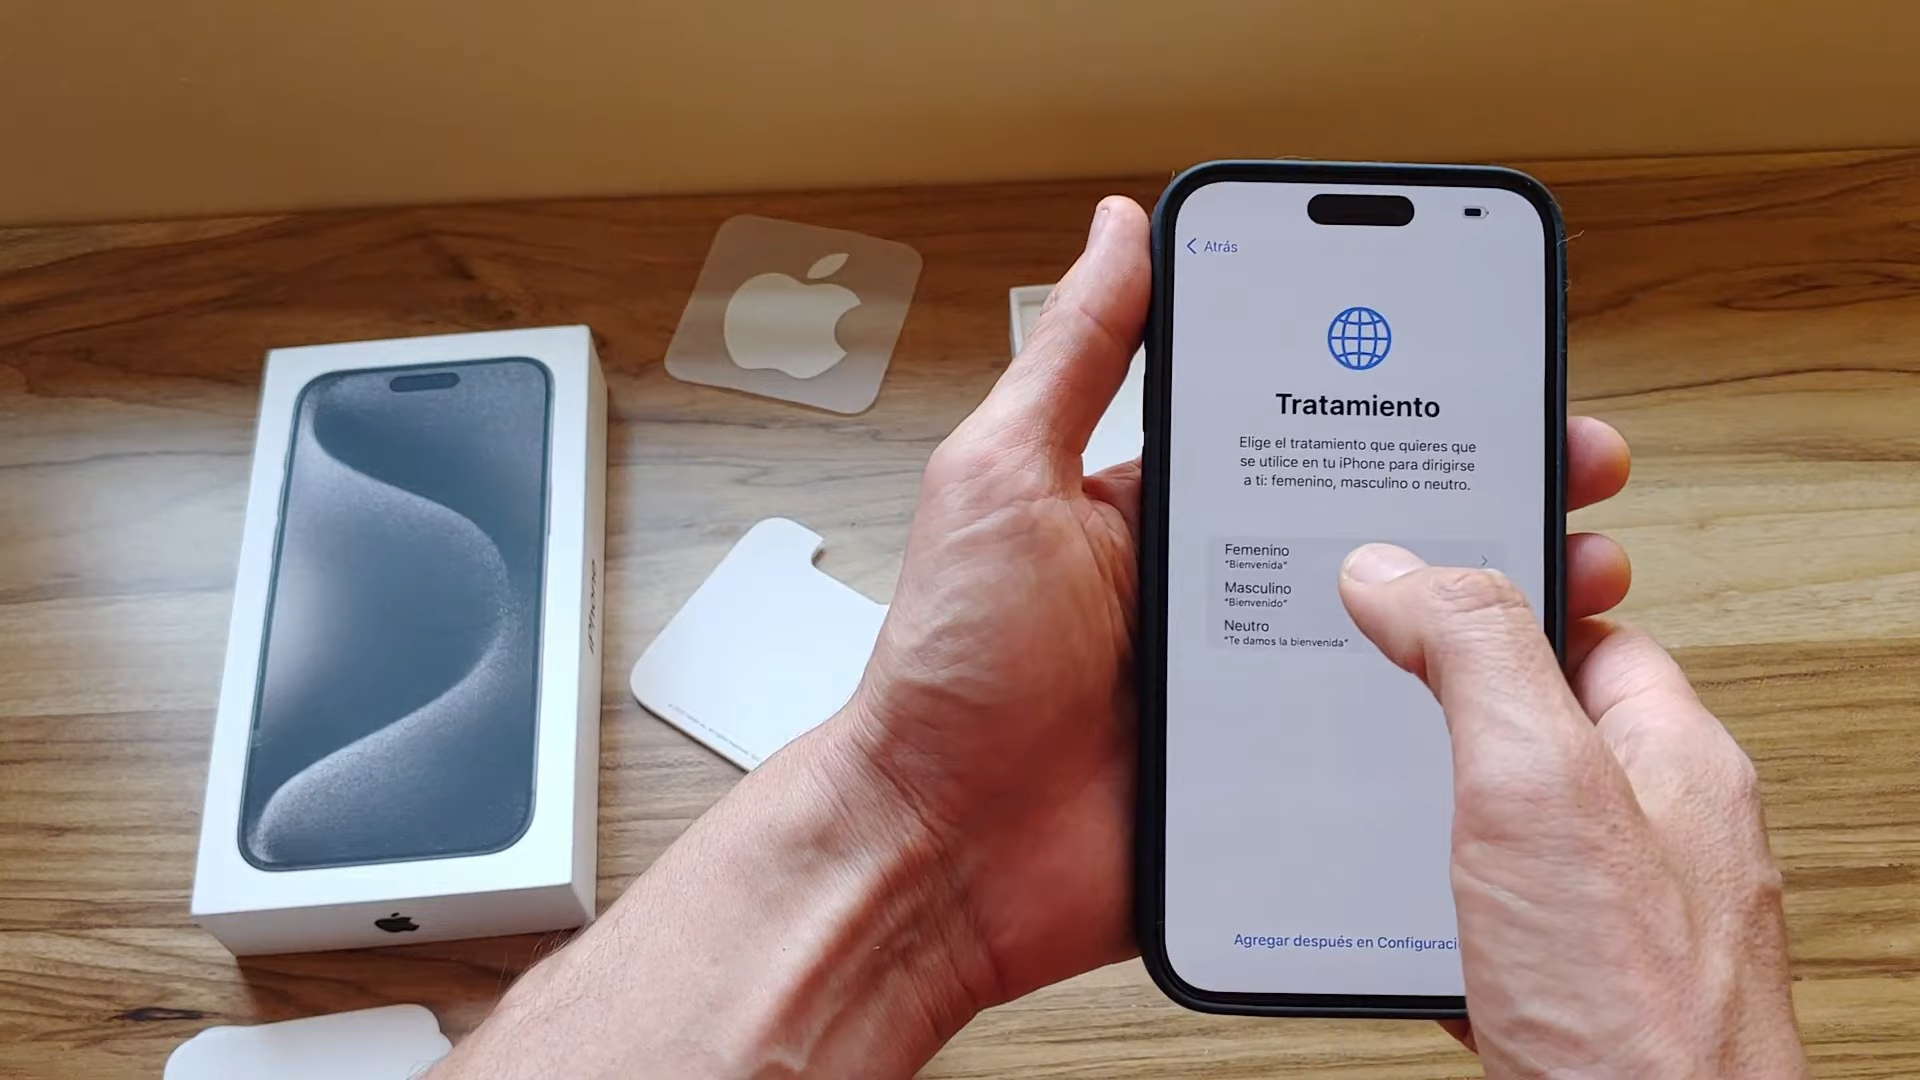 Atrás
Tratamiento
Elige el tratamiento que quieres que
se utilice en tu iPhone para dirigirse
a ti: femenino, masculino o neutro.
Femenino
"Bienvenida"
Masculino
"Bienvenido"
Neutro
"Te damos la bienvenida"
Agregar después en Configuraci
iPhone